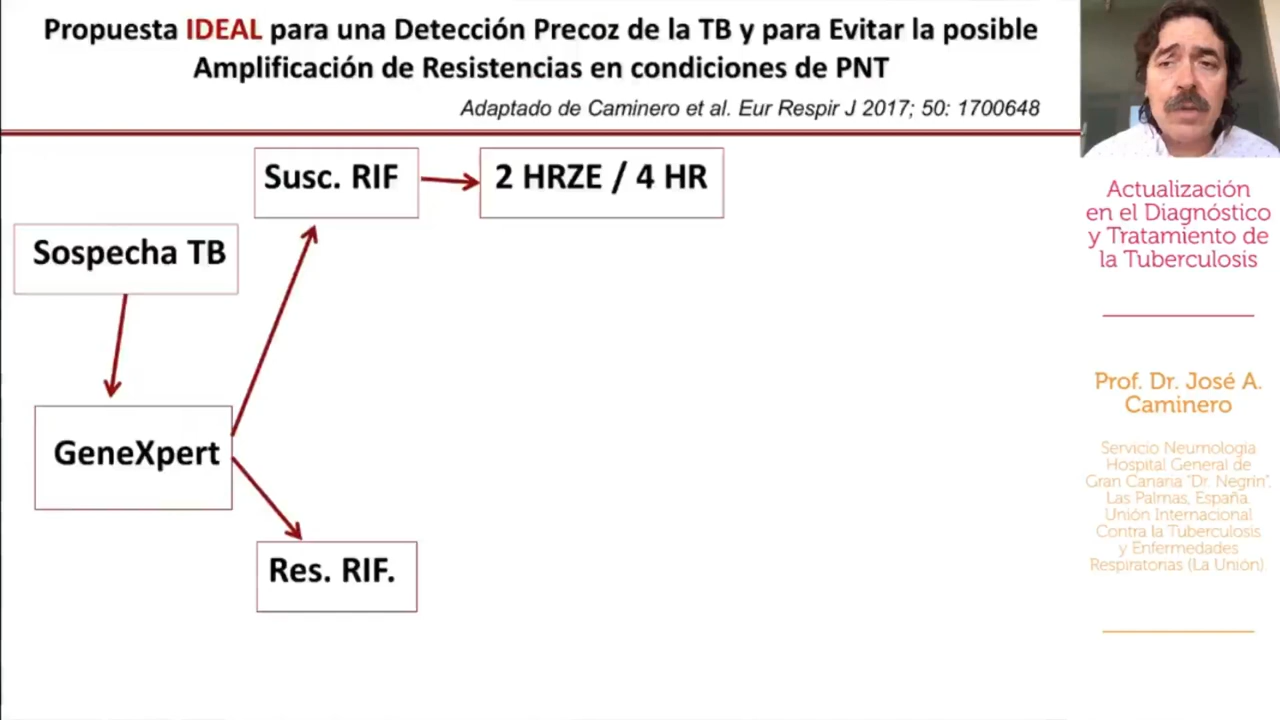 Propuesta IDEAL para una Detección Precoz de la TB y para Evitar la posible
Amplificación de Resistencias en condiciones de PNT
Adaptado de Caminero et al. Eur Respir J 2017; 50: 1700648
Susc. RIF
2 HRZE / 4 HR
Sospecha TB
GeneXpert
Res. RIF.
Actualización
en el Diagnóstico
y Tratamiento de
la Tuberculosis
Prof. Dr. José A.
Caminero
Servicio Neumología
Hospital General de
Gran Canaria "Dr. Negrín".
Las Palmas, España.
Unión Internacional
Contra la Tuberculosis
y Enfermedades
Respiratorias (La Unión)